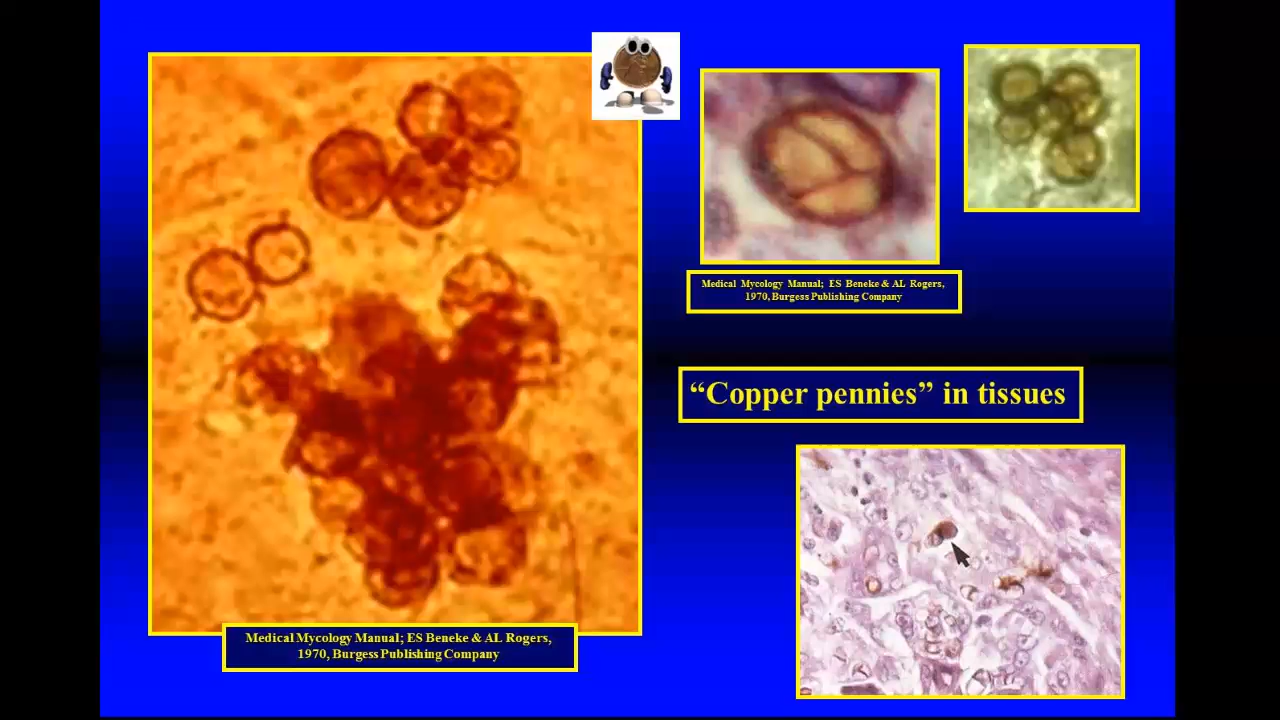 Medical Mycology Manual; ES Beneke & AL Rogers,
1970, Burgess Publishing Company
“Copper pennies” in tissues
Medical Mycology Manual; ES Beneke & AL Rogers,
1970, Burgess Publishing Company